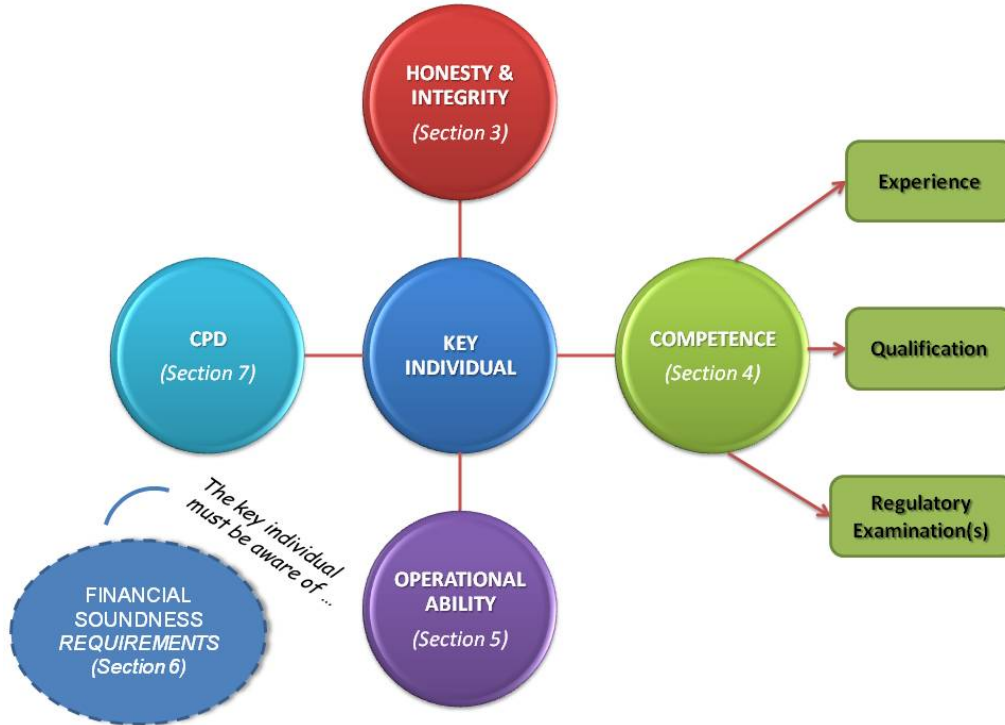 HONESTY &
INTEGRITY
(Section 3)
Experience
CPD
(Section 7)
KEY
INDIVIDUAL
COMPETENCE
(Section 4)
Qualification
The key individual
must be aware of ...
Regulatory
Examination(s)
FINANCIAL
SOUNDNESS
REQUIREMENTS
(Section 6)
OPERATIONAL
ABILITY
(Section 5)